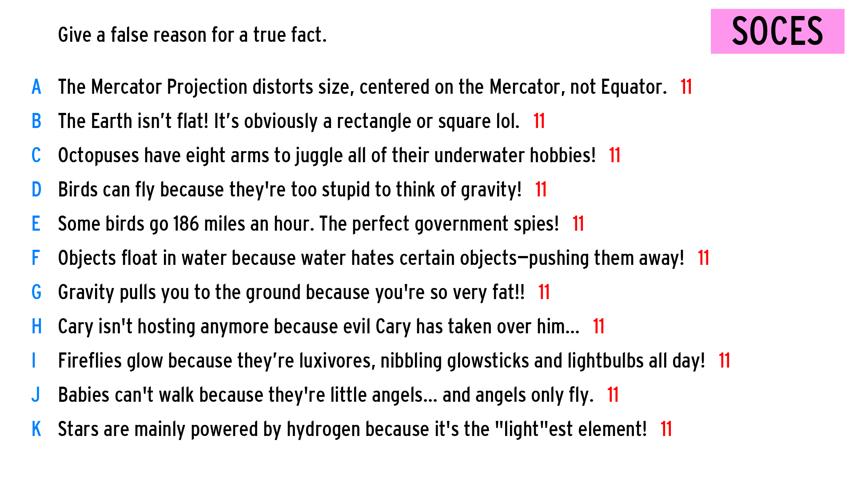 Give a false reason for a true fact.
SOCES
A The Mercator Projection distorts size, centered on the Mercator, not Equator. 11
B The Earth isn't flat! It's obviously a rectangle or square lol. 11
C Octopuses have eight arms to juggle all of their underwater hobbies! 11
D Birds can fly because they're too stupid to think of gravity! 11
E Some birds go 186 miles an hour. The perfect government spies! 11
F Objects float in water because water hates certain objects—pushing them away! 11
G Gravity pulls you to the ground because you're so very fat!! 11
H Cary isn't hosting anymore because evil Cary has taken over him... 11
I Fireflies glow because they're luxivores, nibbling glowsticks and lightbulbs all day! 11
J Babies can't walk because they're little angels... and angels only fly. 11
K Stars are mainly powered by hydrogen because it's the "light"est element! 11